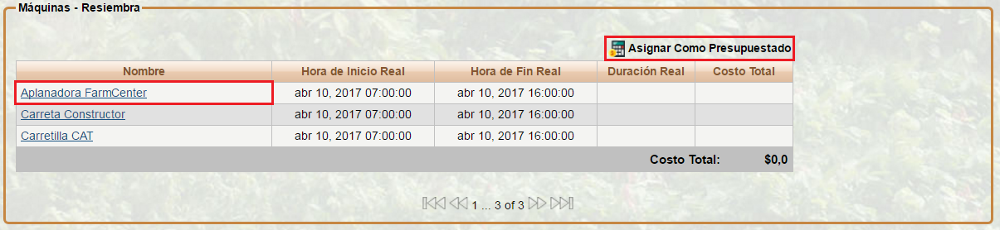 Máquinas - Resiembra
Asignar Como Presupuestado
Nombre Hora de Inicio Real Hora de Fin Real Duración Real Costo Total
Aplanadora FarmCenter abr 10, 2017 07:00:00 abr 10, 2017 16:00:00
Carreta Constructor abr 10, 2017 07:00:00 abr 10, 2017 16:00:00
Carretilla CAT abr 10, 2017 07:00:00 abr 10, 2017 16:00:00
Costo Total: $0,0
1 ... 3 of 3